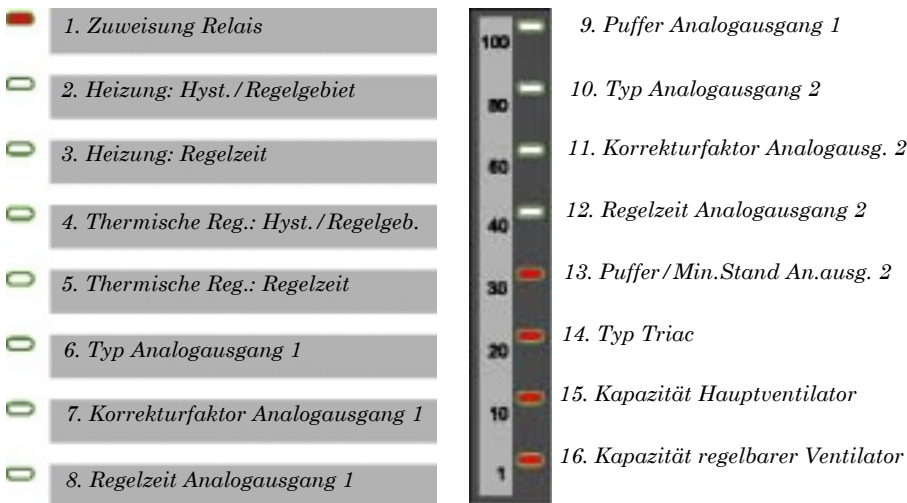 1. Zuweisung Relais
2. Heizung: Hyst./Regelgebiet
3. Heizung: Regelzeit
4. Thermische Reg.: Hyst./Regelgeb.
5. Thermische Reg.: Regelzeit
6. Typ Analogausgang 1
7. Korrekturfaktor Analogausgang 1
8. Regelzeit Analogausgang 1
100
80
60
40
30
20
10
1
9. Puffer Analogausgang 1
10. Typ Analogausgang 2
11. Korrekturfaktor Analogausg. 2
12. Regelzeit Analogausgang 2
13. Puffer/Min.Stand An.ausg. 2
14. Typ Triac
15. Kapazität Hauptventilator
16. Kapazität regelbarer Ventilator